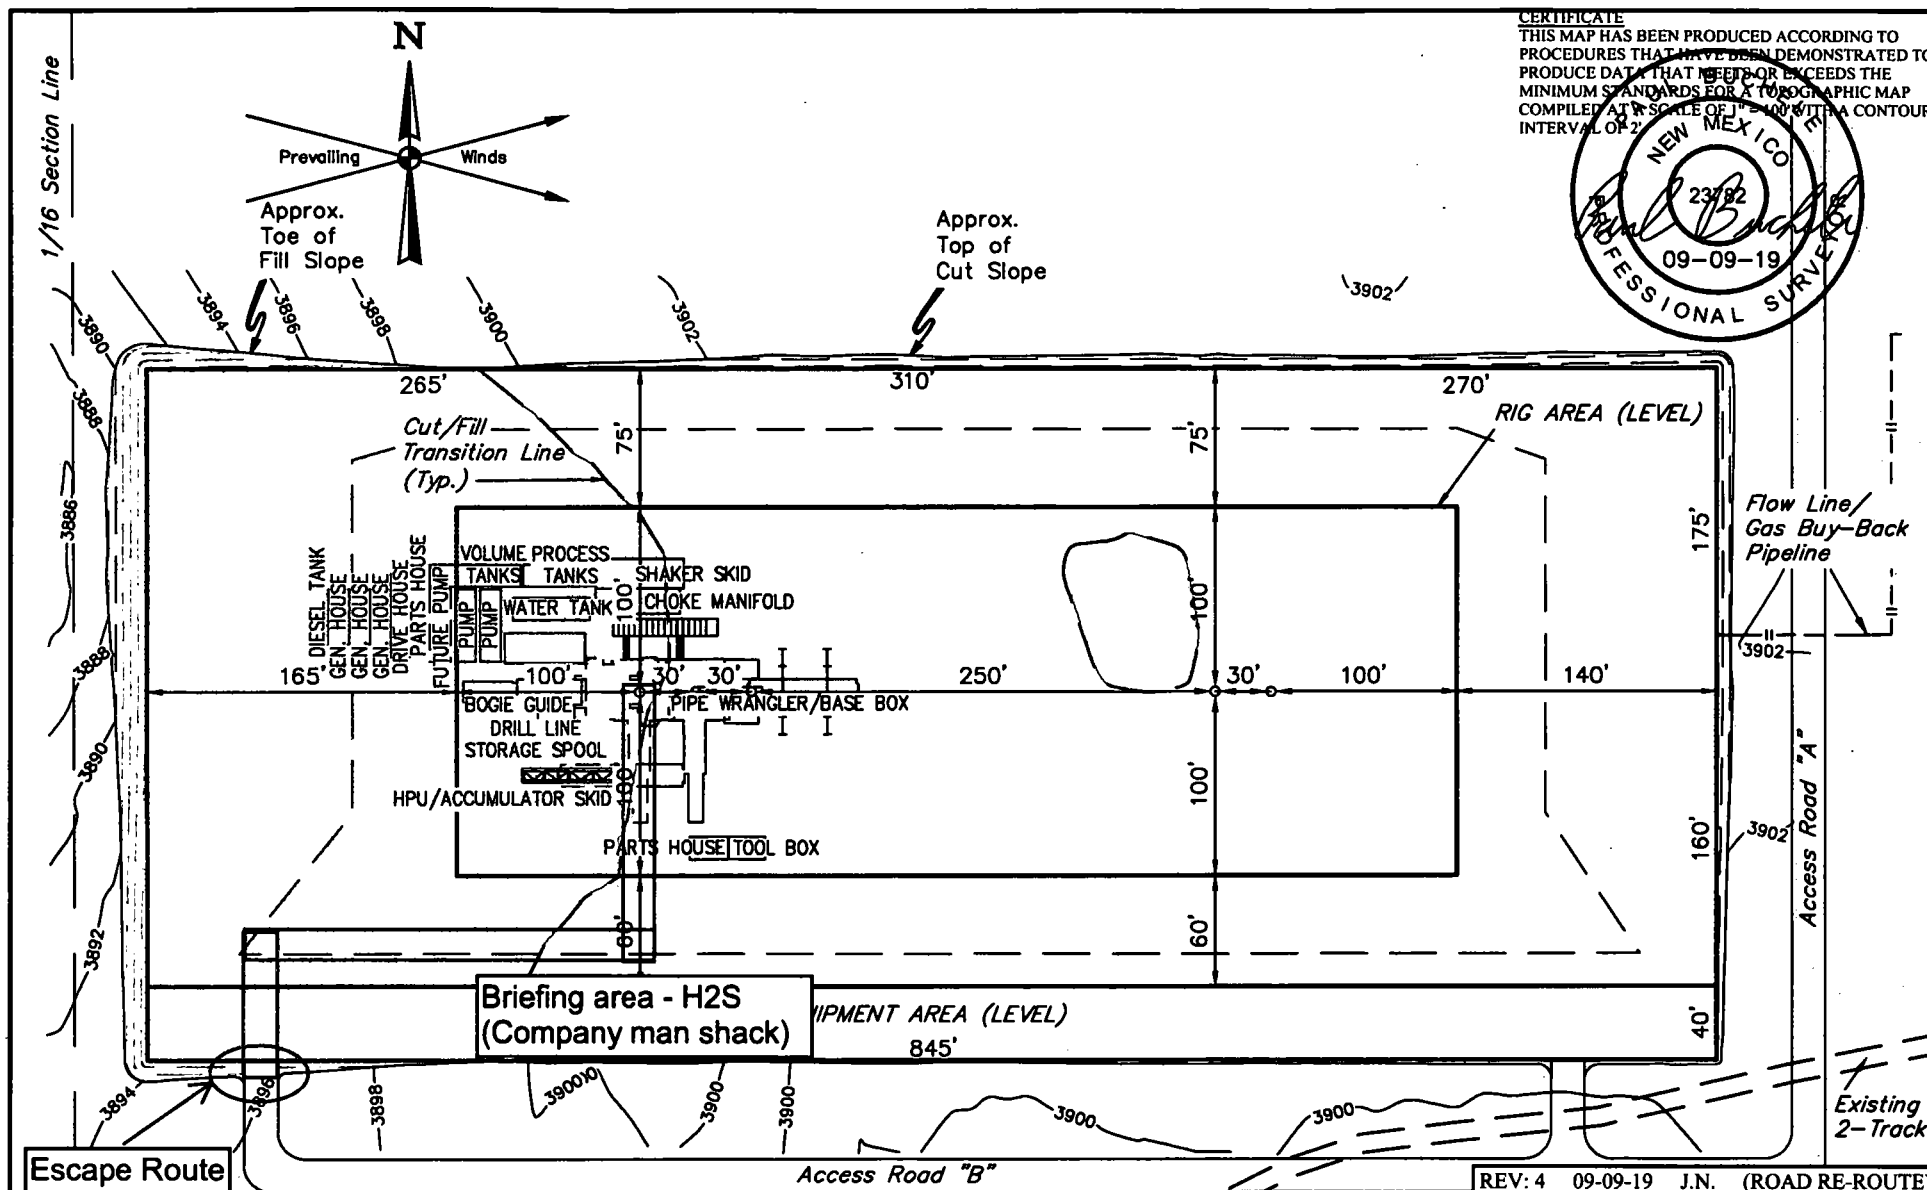 CERTIFICATE
THIS MAP HAS BEEN PRODUCED ACCORDING TO
PROCEDURES THAT HAVE BEEN DEMONSTRATED TO
PRODUCE DATA THAT MEETS OR EXCEEDS THE
MINIMUM STANDARDS FOR A TOPOGRAPHIC MAP
COMPILED AT A SCALE OF 1" = 100' WITH A CONTOUR
INTERVAL OF 2'.
PAUL BUCHELE
NEW MEXICO
23782
09-09-19
PROFESSIONAL SURVEYOR
N
Prevailing Winds
1/16 Section Line
Approx.
Toe of
Fill Slope
Approx.
Top of
Cut Slope
3890
3894
3896
3898
3900
3902
3902
3888
3886
3888
3890
3892
3894
265'
310'
270'
Cut/Fill
Transition Line
(Typ.)
75'
75'
RIG AREA (LEVEL)
175'
Flow Line/
Gas Buy-Back
Pipeline
3902
DIESEL TANK
GEN. HOUSE
GEN. HOUSE
GEN. HOUSE
DRIVE HOUSE
PARTS HOUSE
FUTURE PUMP
PUMP
PUMP
VOLUME
TANKS
PROCESS
TANKS
SHAKER SKID
WATER TANK
CHOKE MANIFOLD
100'
100'
165'
100'
30'
30'
250'
30'
100'
140'
BOGIE GUIDE
PIPE WRANGLER/BASE BOX
DRILL LINE
STORAGE SPOOL
HPU/ACCUMULATOR SKID
100'
100'
PARTS HOUSE
TOOL BOX
160'
3902
Access Road "A"
60'
60'
Briefing area - H2S
(Company man shack)
IPMENT AREA (LEVEL)
845'
40'
3896
3898
3900
3900
3900
3900
3900
Existing
2-Track
Escape Route
Access Road "B"
REV: 4 09-09-19 J.N. (ROAD RE-ROUTE